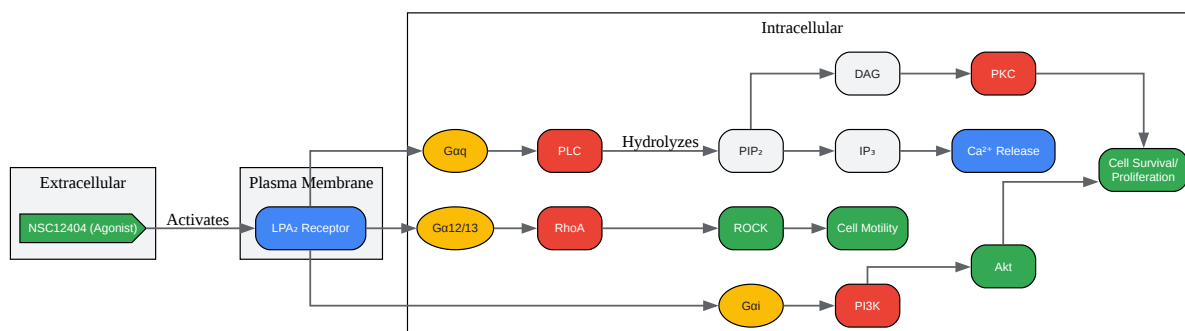 Intracellular
DAG
PKC
Gαq
PLC
Hydrolyzes
PIP₂
IP₃
Ca²⁺ Release
Cell Survival/
Proliferation
Extracellular
Plasma Membrane
NSC12404 (Agonist)
Activates
LPA₂ Receptor
Gα12/13
RhoA
ROCK
Cell Motility
Akt
Gαi
PI3K